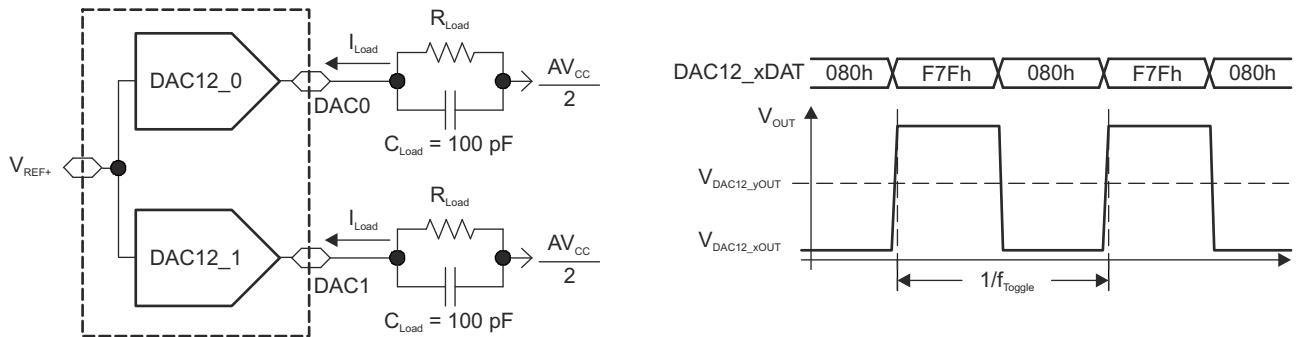 R_Load
I_Load
AV_CC
DAC12_0
DAC0
2
C_Load = 100 pF
V_REF+
R_Load
I_Load
AV_CC
DAC12_1
DAC1
2
C_Load = 100 pF
DAC12_xDAT 080h F7Fh 080h F7Fh 080h
V_OUT
V_DAC12_yOUT
V_DAC12_xOUT
1/f_Toggle